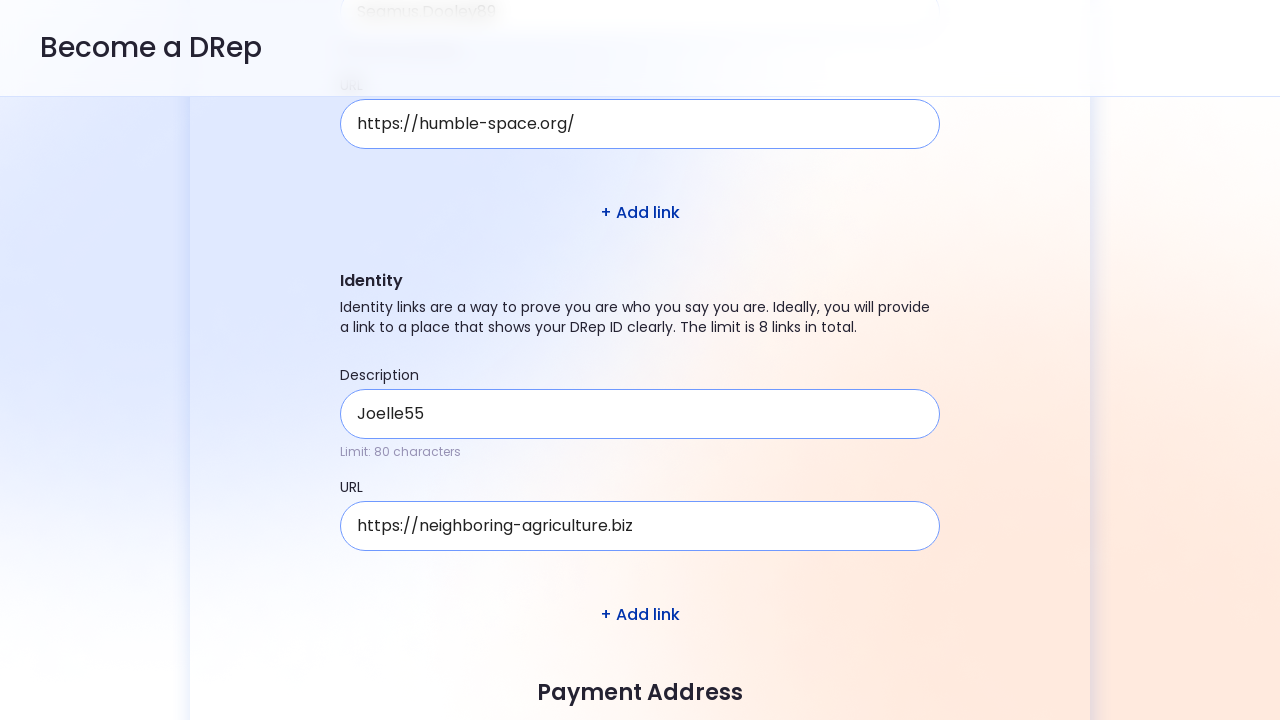 Seamus Dooley89
Become a DRep
URL
https://humble-space.org/
+ Add link
Identity
Identity links are a way to prove you are who you say you are. Ideally, you will provide
a link to a place that shows your DRep ID clearly. The limit is 8 links in total.
Description
Joelle55
Limit: 80 characters
URL
https://neighboring-agriculture.biz
+ Add link
Payment Address